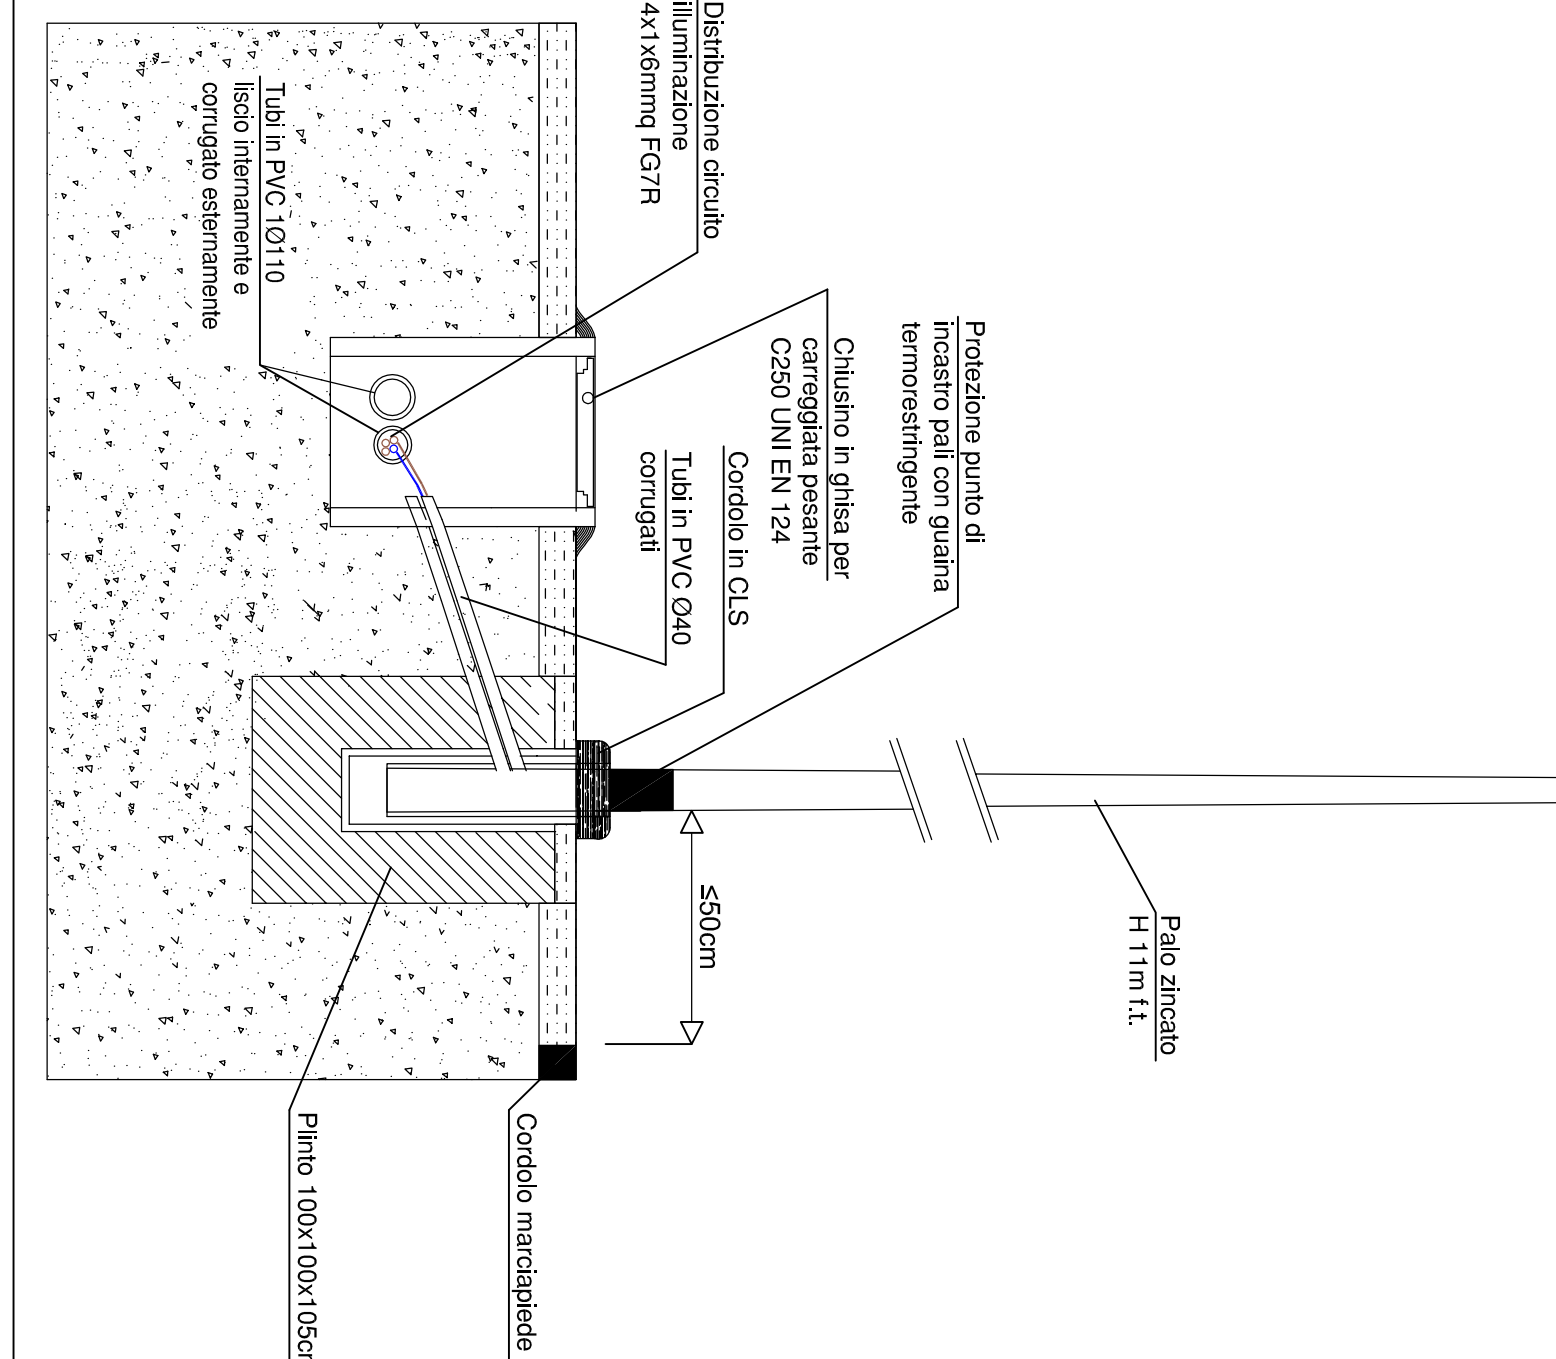 Distribuzione circuito
illuminazione
4x1x6mmq FG7R
Tubi in PVC 1Ø110
liscio internamente e
corrugato esternamente
Chiusino in ghisa per
carreggiata pesante
C250 UNI EN 124
Protezione punto di
incastro pali con guaina
termorestringente
Cordolo in CLS
Tubi in PVC Ø40
corrugati
≤50cm
Palo zincato
H 11m f.t.
Cordolo marciapiede
Plinto 100x100x105cm